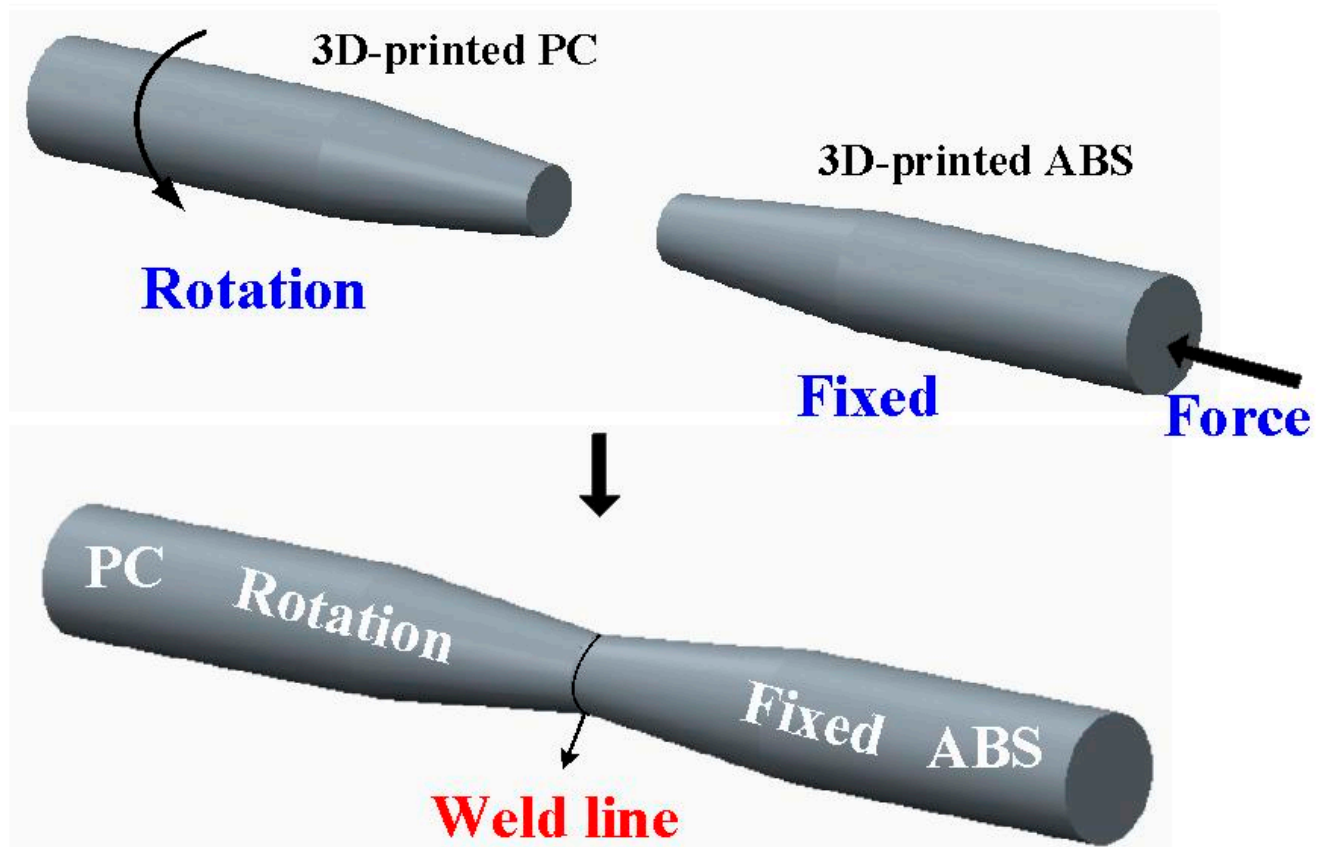 3D-printed PC
3D-printed ABS
Rotation
Fixed
Force
PC Rotation
Fixed ABS
Weld line